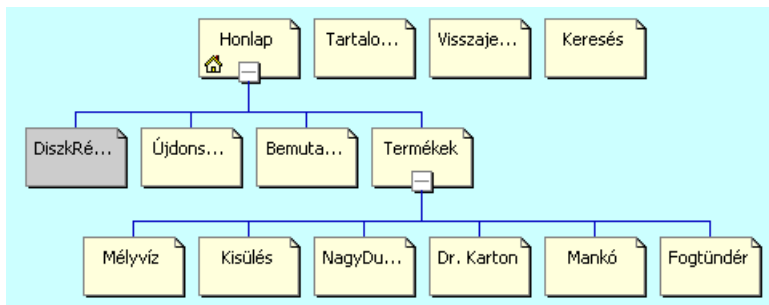 Honlap
Tartalo...
Visszaje...
Keresés
DiszkRé...
Újdons...
Bemuta...
Termékek
Mélyvíz
Kisülés
NagyDu...
Dr. Karton
Mankó
Fogtündér